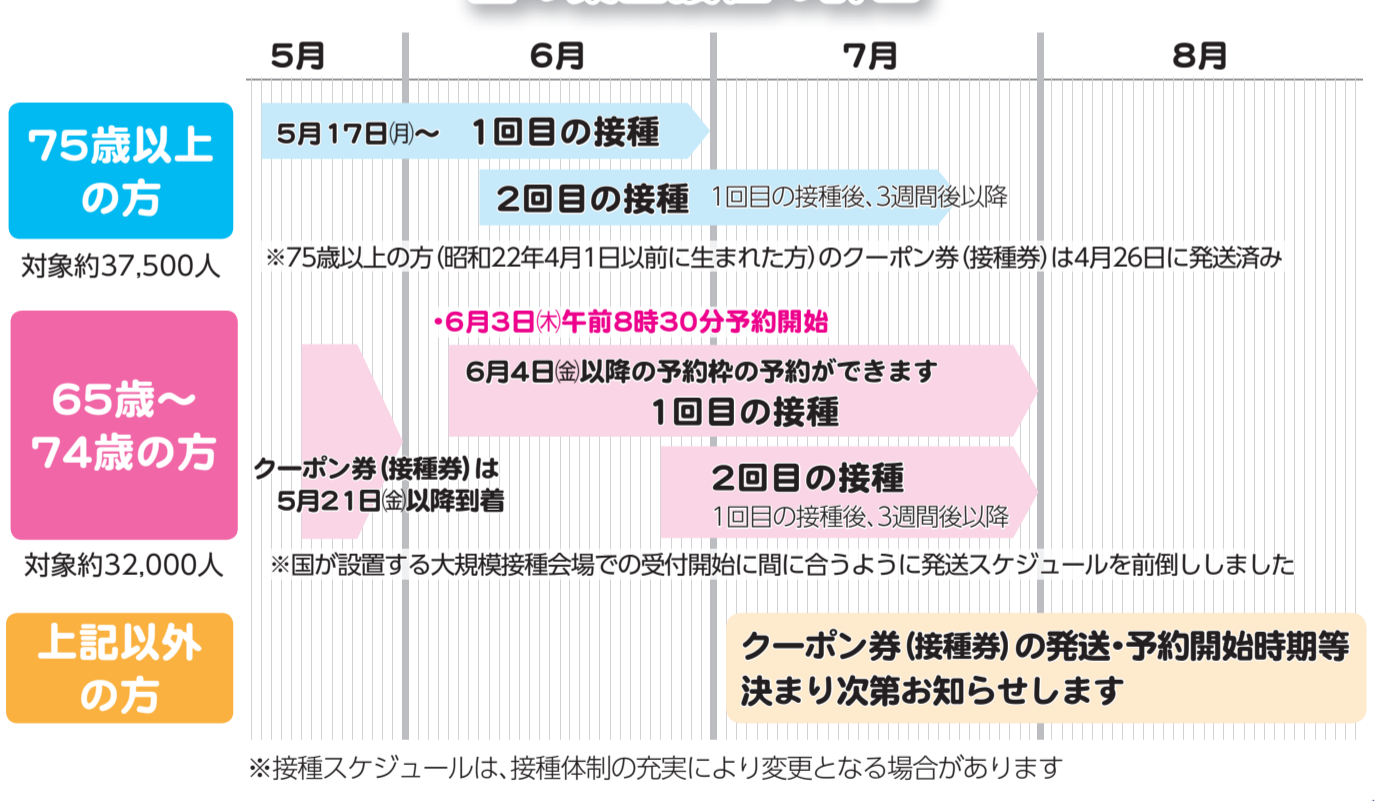 5月 6月 7月 8月
75歳以上
の方
対象約37,500人
5月17日㈪～ 1回目の接種
2回目の接種 1回目の接種後、3週間後以降
※75歳以上の方（昭和22年4月1日以前に生まれた方）のクーポン券（接種券）は4月26日に発送済み
65歳～
74歳の方
対象約32,000人
・6月3日㈭午前8時30分予約開始
6月4日㈮以降の予約枠の予約ができます
1回目の接種
クーポン券（接種券）は
5月21日㈮以降到着
2回目の接種
1回目の接種後、3週間後以降
※国が設置する大規模接種会場での受付開始に間に合うように発送スケジュールを前倒ししました
上記以外
の方
クーポン券（接種券）の発送・予約開始時期等
決まり次第お知らせします
※接種スケジュールは、接種体制の充実により変更となる場合があります